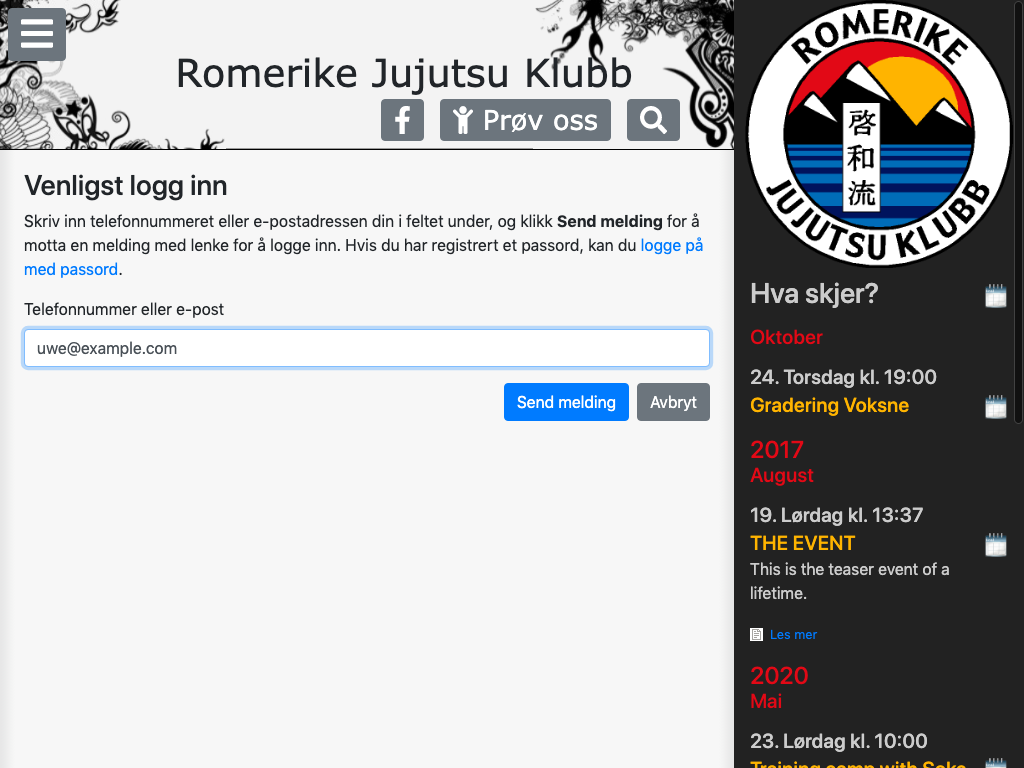 Romerike Jujutsu Klubb
Prøv oss
Venligst logg inn
Skriv inn telefonnummeret eller e-postadressen din i feltet under, og klikk Send melding for å
motta en melding med lenke for å logge inn. Hvis du har registrert et passord, kan du logge på
med passord.
Telefonnummer eller e-post
uwe@example.com
Send melding
Avbryt
ROMERIKE
啓和流
JUJUTSU KLUBB
Hva skjer?
Oktober
24. Torsdag kl. 19:00
Gradering Voksne
2017
August
19. Lørdag kl. 13:37
THE EVENT
This is the teaser event of a
lifetime.
Les mer
2020
Mai
23. Lørdag kl. 10:00
Training camp with Soke